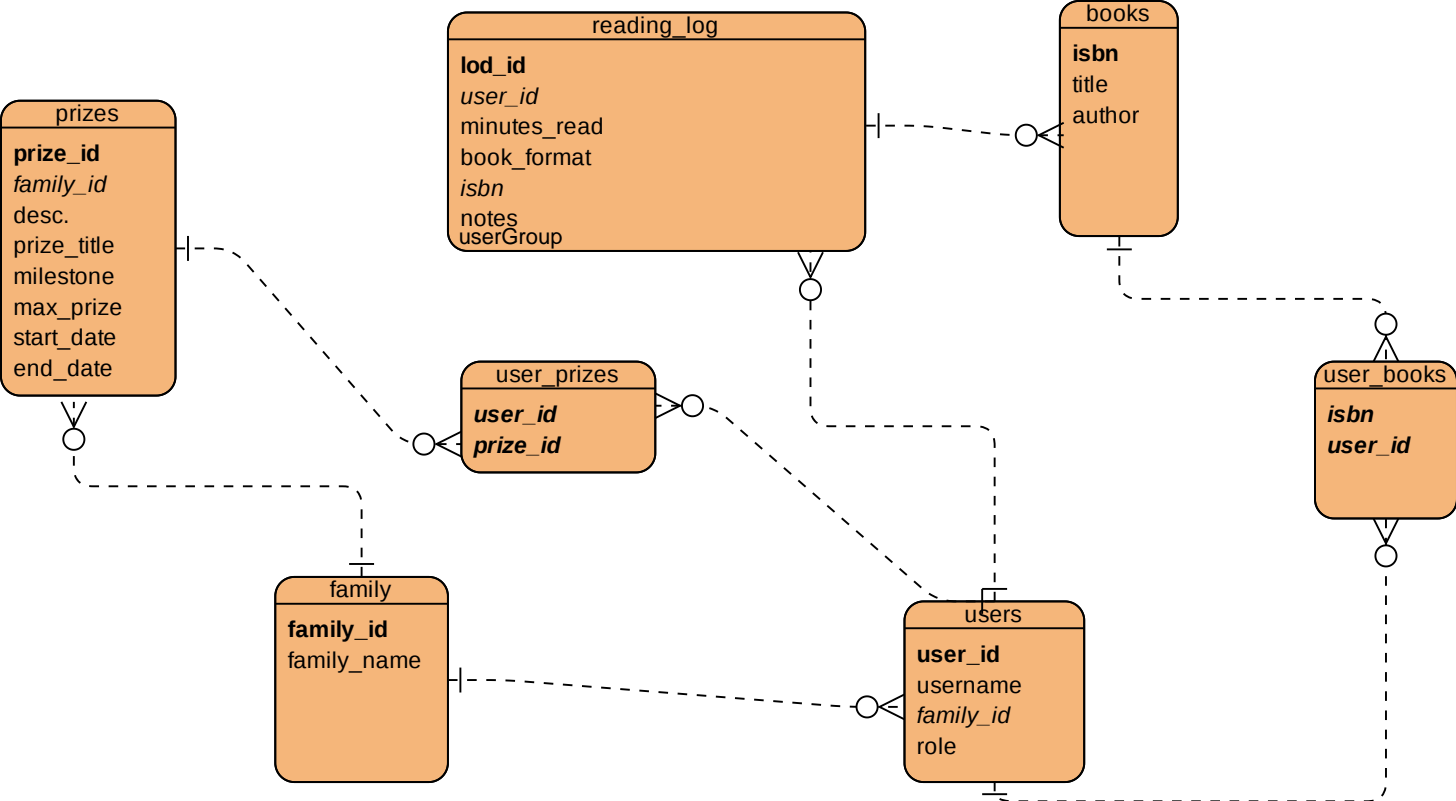 reading_log
lod_id
user_id
minutes_read
book_format
isbn
notes
userGroup
books
isbn
title
author
prizes
prize_id
family_id
desc.
prize_title
milestone
max_prize
start_date
end_date
user_prizes
user_id
prize_id
user_books
isbn
user_id
family
family_id
family_name
users
user_id
username
family_id
role